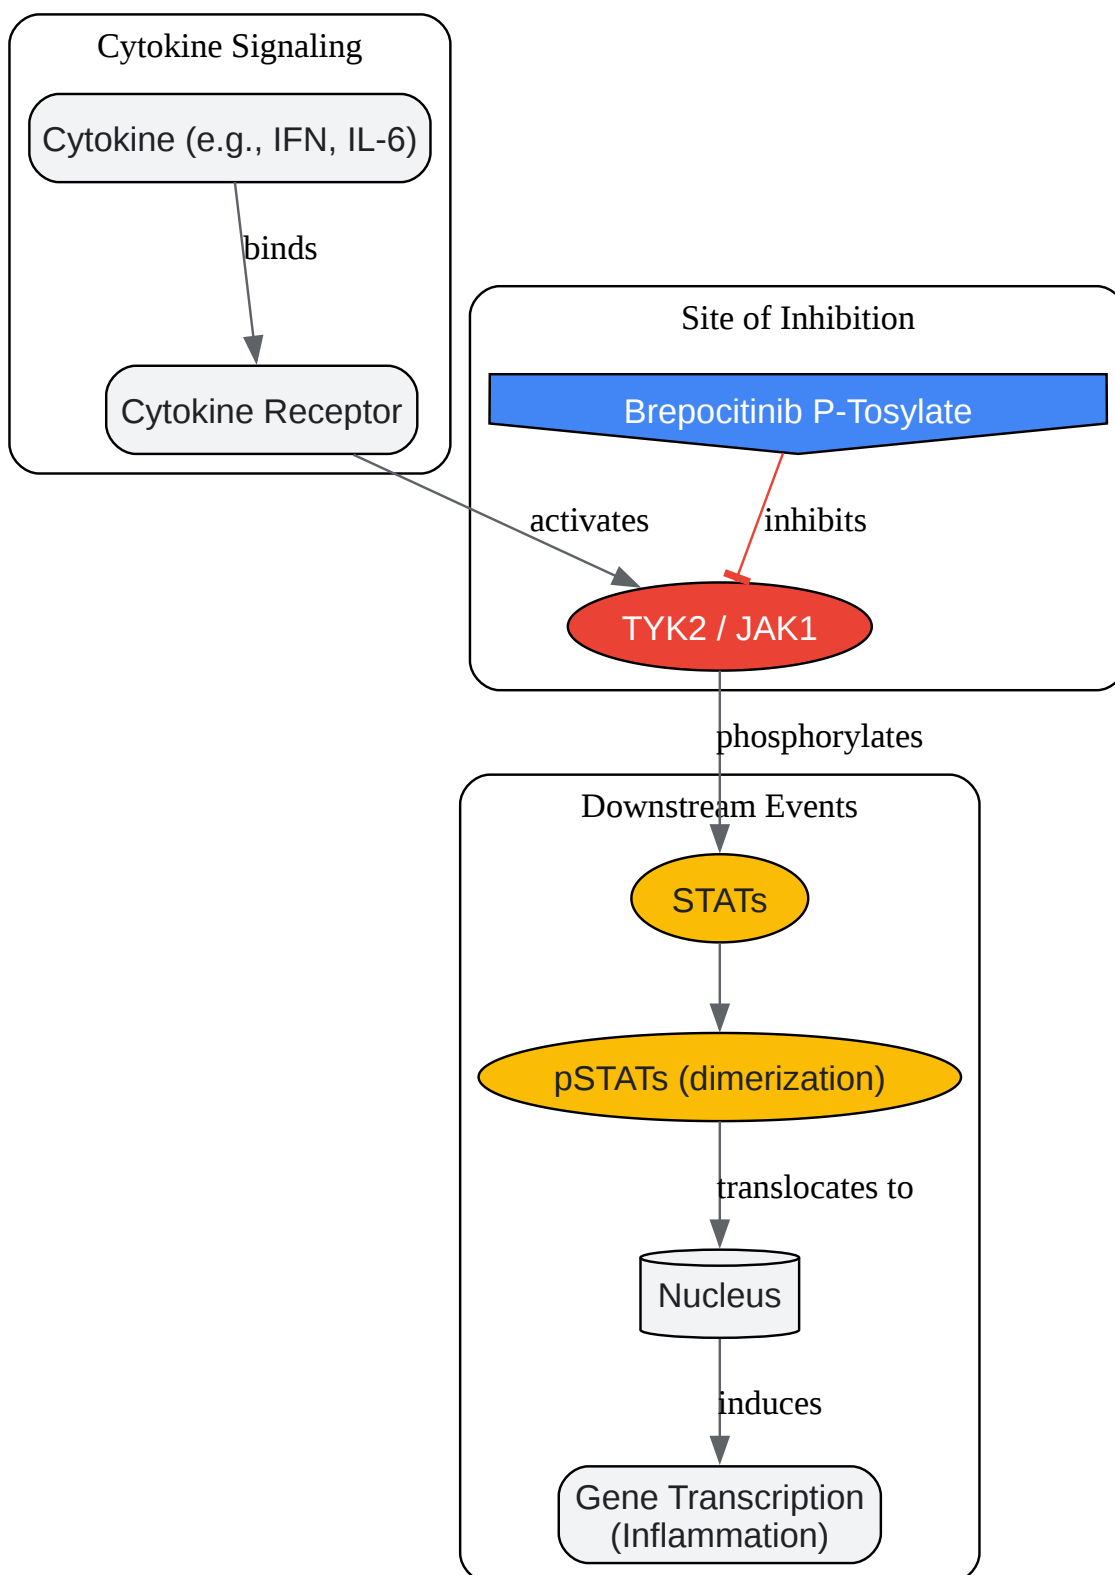 Cytokine Signaling
Cytokine (e.g., IFN, IL-6)
binds
Cytokine Receptor
Site of Inhibition
Brepocitinib P-Tosylate
activates
inhibits
TYK2 / JAK1
phosphorylates
Downstream Events
STATs
pSTATs (dimerization)
translocates to
Nucleus
induces
Gene Transcription
(Inflammation)